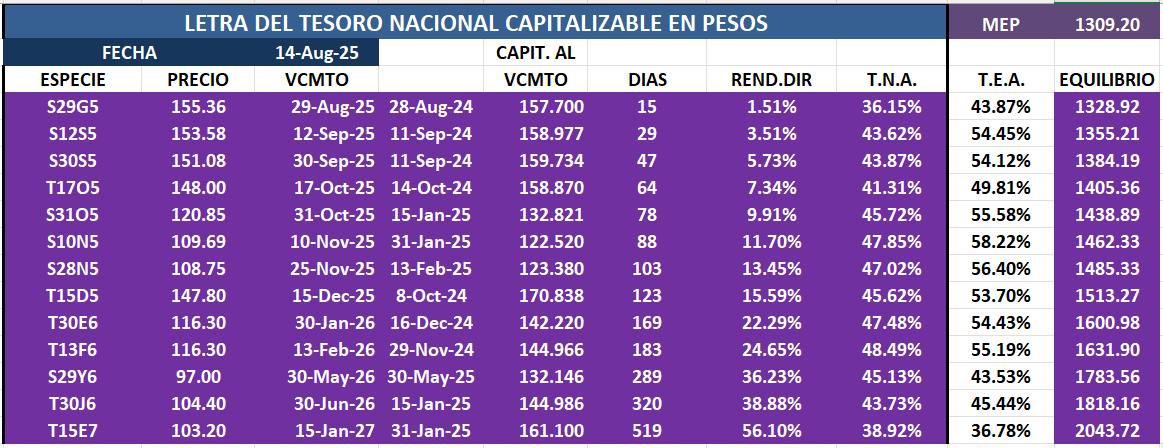 LETRA DEL TESORO NACIONAL CAPITALIZABLE EN PESOS MEP 1309.20
FECHA 14-Aug-25 CAPIT. AL
ESPECIE PRECIO VCMTO VCMTO DIAS REND.DIR T.N.A. T.E.A. EQUILIBRIO
S29G5 155.36 29-Aug-25 28-Aug-24 157.700 15 1.51% 36.15% 43.87% 1328.92
S12S5 153.58 12-Sep-25 11-Sep-24 158.977 29 3.51% 43.62% 54.45% 1355.21
S30S5 151.08 30-Sep-25 11-Sep-24 159.734 47 5.73% 43.87% 54.12% 1384.19
T17O5 148.00 17-Oct-25 14-Oct-24 158.870 64 7.34% 41.31% 49.81% 1405.36
S31O5 120.85 31-Oct-25 15-Jan-25 132.821 78 9.91% 45.72% 55.58% 1438.89
S10N5 109.69 10-Nov-25 31-Jan-25 122.520 88 11.70% 47.85% 58.22% 1462.33
S28N5 108.75 25-Nov-25 13-Feb-25 123.380 103 13.45% 47.02% 56.40% 1485.33
T15D5 147.80 15-Dec-25 8-Oct-24 170.838 123 15.59% 45.62% 53.70% 1513.27
T30E6 116.30 30-Jan-26 16-Dec-24 142.220 169 22.29% 47.48% 54.43% 1600.98
T13F6 116.30 13-Feb-26 29-Nov-24 144.966 183 24.65% 48.49% 55.19% 1631.90
S29Y6 97.00 30-May-26 30-May-25 132.146 289 36.23% 45.13% 43.53% 1783.56
T30J6 104.40 30-Jun-26 15-Jan-25 144.986 320 38.88% 43.73% 45.44% 1818.16
T15E7 103.20 15-Jan-27 31-Jan-25 161.100 519 56.10% 38.92% 36.78% 2043.72